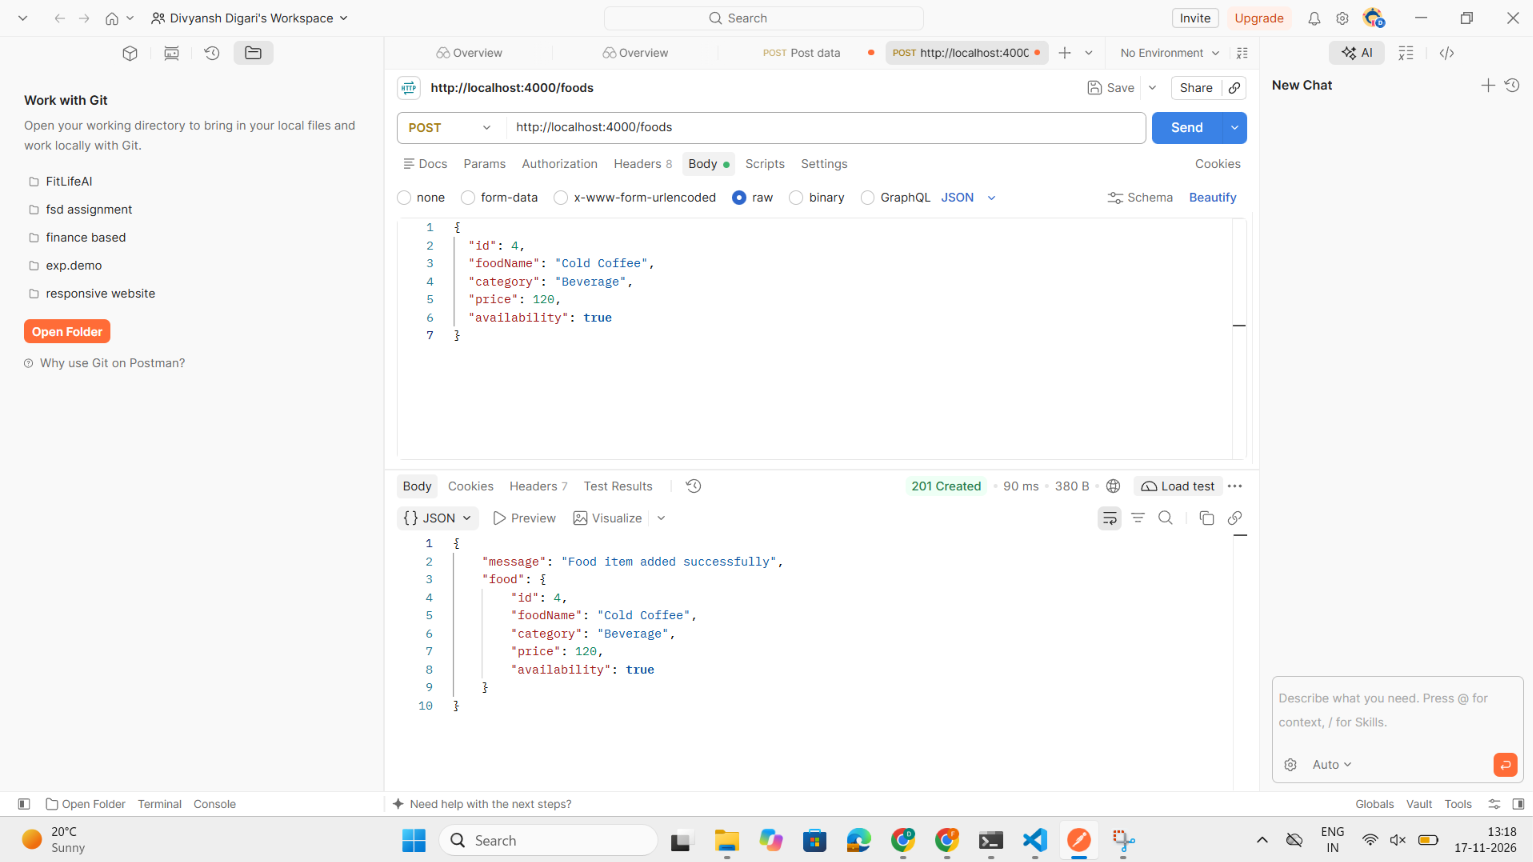 Divyansh Digari's Workspace
Search
Invite
Upgrade
Overview
Overview
POST Post data
POST http://localhost:400(
No Environment
AI
Work with Git
Open your working directory to bring in your local files and
work locally with Git.
FitLifeAI
fsd assignment
finance based
exp.demo
responsive website
Open Folder
Why use Git on Postman?
HTTP
http://localhost:4000/foods
Save
Share
POST
http://localhost:4000/foods
Send
Docs
Params
Authorization
Headers 8
Body
Scripts
Settings
Cookies
none
form-data
x-www-form-urlencoded
raw
binary
GraphQL
JSON
Schema
Beautify
1 {
2 "id": 4,
3 "foodName": "Cold Coffee",
4 "category": "Beverage",
5 "price": 120,
6 "availability": true
7 }
Body
Cookies
Headers 7
Test Results
201 Created
90 ms
380 B
Load test
{} JSON
Preview
Visualize
1 {
2 "message": "Food item added successfully",
3 "food": {
4 "id": 4,
5 "foodName": "Cold Coffee",
6 "category": "Beverage",
7 "price": 120,
8 "availability": true
9 }
10 }
New Chat
Describe what you need. Press @ for
context, / for Skills.
Auto
Open Folder
Terminal
Console
Need help with the next steps?
Globals
Vault
Tools
20°C
Sunny
Search
ENG
IN
13:18
17-11-2026